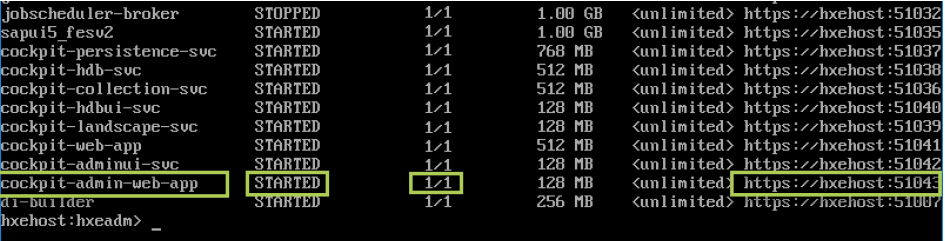 jobscheduler-broker STOPPED 1/1 1.00 GB <unlimited> https://hxehost:51032
sapui5_fesv2 STARTED 1/1 1.00 GB <unlimited> https://hxehost:51035
cockpit-persistence-svc STARTED 1/1 768 MB <unlimited> https://hxehost:51037
cockpit-hdb-svc STARTED 1/1 512 MB <unlimited> https://hxehost:51038
cockpit-collection-svc STARTED 1/1 512 MB <unlimited> https://hxehost:51036
cockpit-hdbui-svc STARTED 1/1 128 MB <unlimited> https://hxehost:51040
cockpit-landscape-svc STARTED 1/1 128 MB <unlimited> https://hxehost:51039
cockpit-web-app STARTED 1/1 512 MB <unlimited> https://hxehost:51041
cockpit-adminui-svc STARTED 1/1 128 MB <unlimited> https://hxehost:51042
cockpit-admin-web-app STARTED 1/1 128 MB <unlimited> https://hxehost:51043
di-builder STARTED 1/1 256 MB <unlimited> https://hxehost:51007
hxehost:hxeadm> _